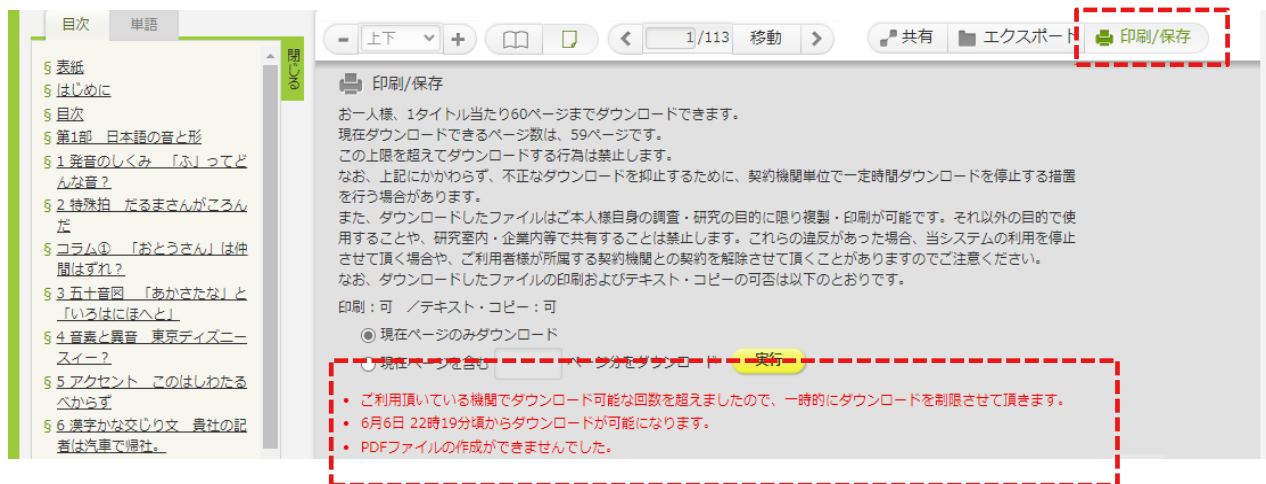 目次 単語
閉じる
§ 表紙
§ はじめに
§ 目次
§ 第1部　日本語の音と形
§ 1 発音のしくみ　「ふ」ってど
んな音？
§ 2 特殊拍　だるまさんがころん
だ
§ コラム①　「おとうさん」は仲
間はずれ？
§ 3 五十音図　「あかさたな」と
「いろはにほへと」
§ 4 音素と異音　東京ディズニー
スィー？
§ 5 アクセント　このはしわたる
べからず
§ 6 漢字かな交じり文　貴社の記
者は汽車で帰社。
- 上下 + 1/113 移動 共有 エクスポート 印刷/保存
印刷/保存
お一人様、1タイトル当たり60ページまでダウンロードできます。
現在ダウンロードできるページ数は、59ページです。
この上限を超えてダウンロードする行為は禁止します。
なお、上記にかかわらず、不正なダウンロードを抑止するために、契約機関単位で一定時間ダウンロードを停止する措置
を行う場合があります。
また、ダウンロードしたファイルはご本人様自身の調査・研究の目的に限り複製・印刷が可能です。それ以外の目的で使
用することや、研究室内・企業内等で共有することは禁止します。これらの違反があった場合、当システムの利用を停止
させて頂く場合や、ご利用者様が所属する契約機関との契約を解除させて頂くことがありますのでご注意ください。
なお、ダウンロードしたファイルの印刷およびテキスト・コピーの可否は以下のとおりです。
印刷：可　／テキスト・コピー：可
現在ページのみダウンロード
現在ページを含む ページ分をダウンロード 実行
• ご利用頂いている機関でダウンロード可能な回数を超えましたので、一時的にダウンロードを制限させて頂きます。
• 6月6日 22時19分頃からダウンロードが可能になります。
• PDFファイルの作成ができませんでした。